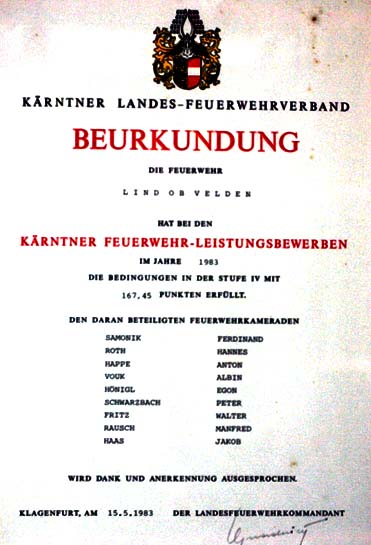 KÄRNTNER LANDES-FEUERWEHRVERBAND
BEURKUNDUNG
DIE FEUERWEHR
LIND OB VELDEN
HAT BEI DEN
KÄRNTNER FEUERWEHR-LEISTUNGSBEWERBEN
IM JAHRE 1983
DIE BEDINGUNGEN IN DER STUFE IV MIT
167,45 PUNKTEN ERFÜLLT.
DEN DARAN BETEILIGTEN FEUERWEHRKAMERADEN
SAMONIK FERDINAND
ROTH HANNES
HAPPE ANTON
VOUK ALBIN
HÖNIGL EGON
SCHWARZBACH PETER
FRITZ WALTER
RAUSCH MANFRED
HAAS JAKOB
WIRD DANK UND ANERKENNUNG AUSGESPROCHEN.
KLAGENFURT, AM 15.5.1983 DER LANDESFEUERWEHRKOMMANDANT